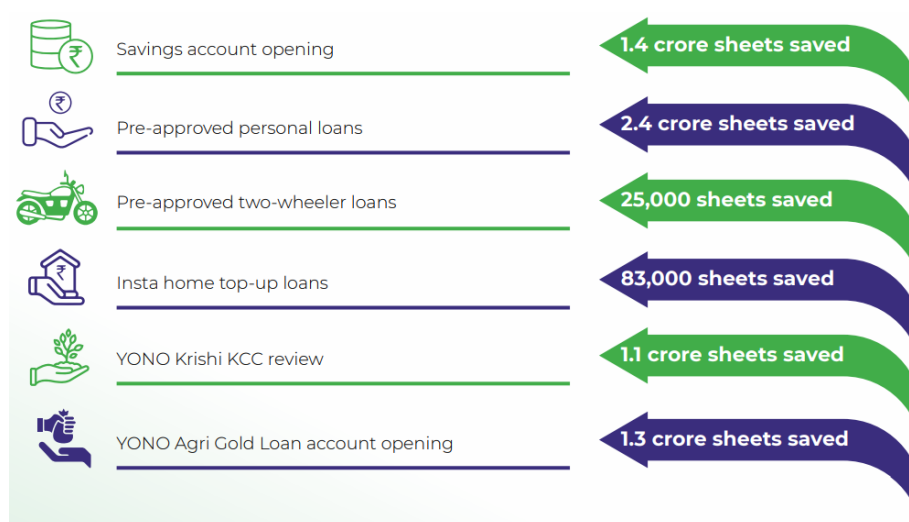 Savings account opening
1.4 crore sheets saved
Pre-approved personal loans
2.4 crore sheets saved
Pre-approved two-wheeler loans
25,000 sheets saved
Insta home top-up loans
83,000 sheets saved
YONO Krishi KCC review
1.1 crore sheets saved
YONO Agri Gold Loan account opening
1.3 crore sheets saved